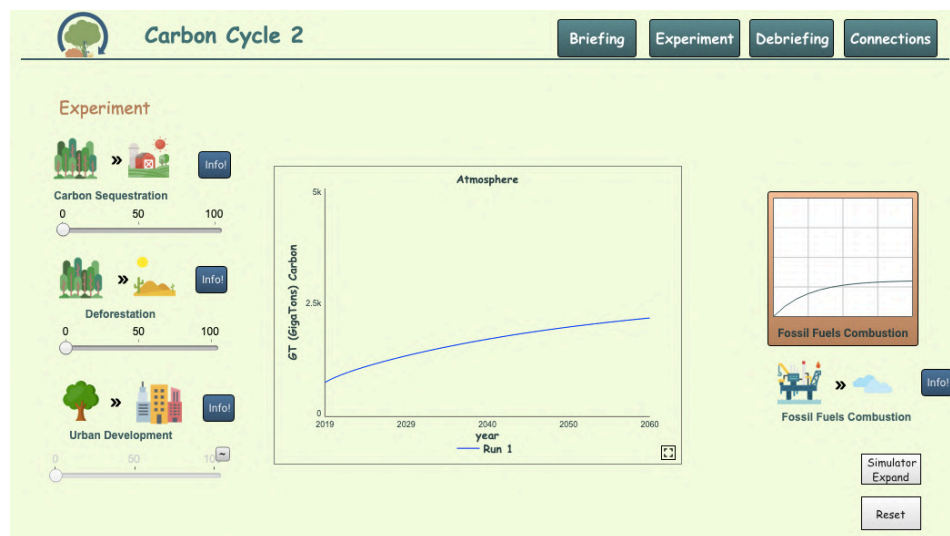 Carbon Cycle 2
Briefing
Experiment
Debriefing
Connections
Experiment
»
Info!
Carbon Sequestration
0 50 100
»
Info!
Deforestation
0 50 100
»
Info!
Urban Development
0 50 100
~
Atmosphere
GT (GigaTons) Carbon
5k
2.5k
0
2019 2029 2040 2050 2060
year
Run 1
Fossil Fuels Combustion
»
Info!
Fossil Fuels Combustion
Simulator
Expand
Reset